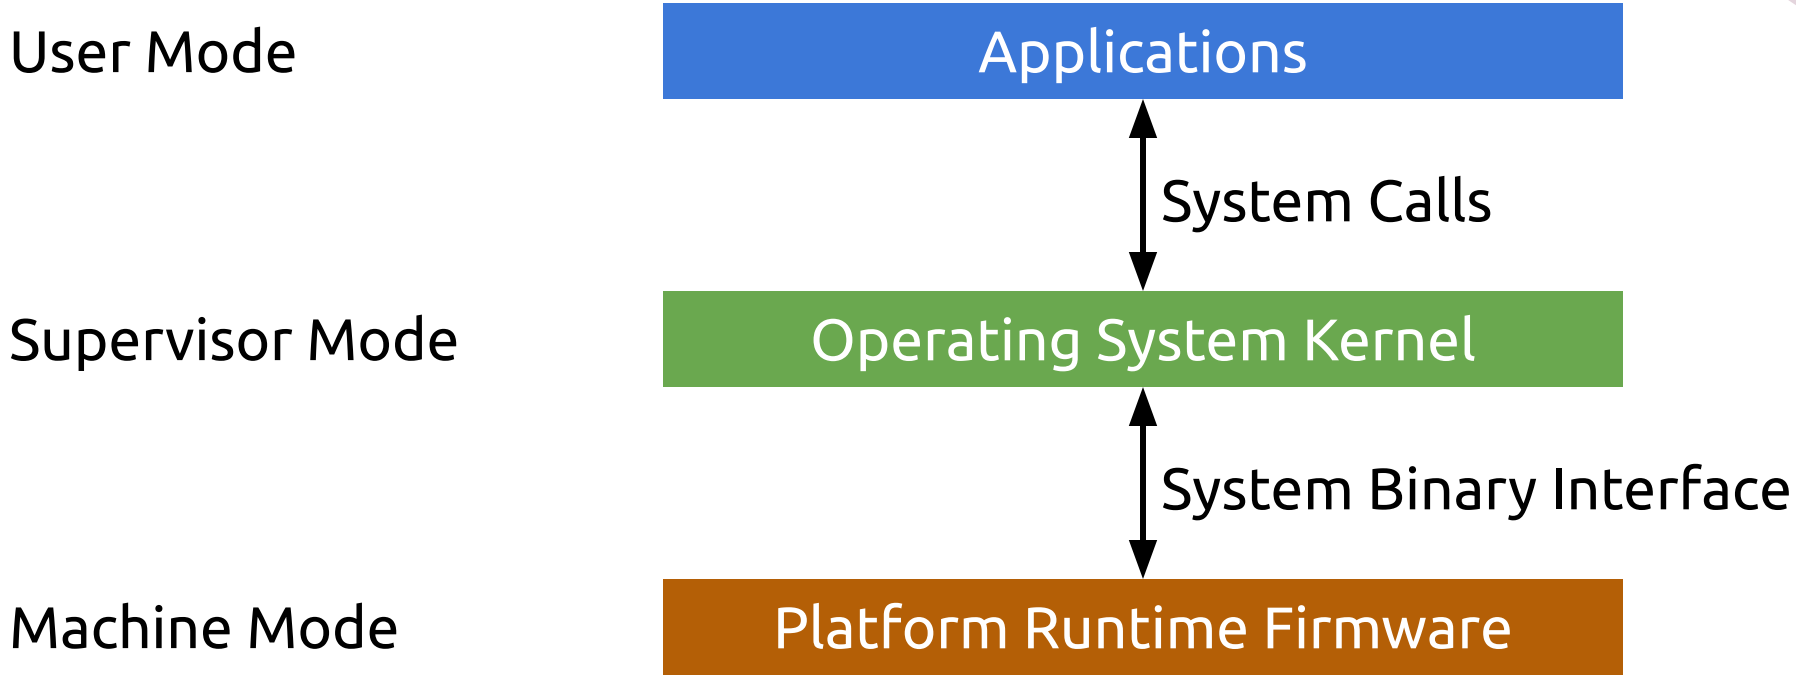 User Mode
Applications
System Calls
Supervisor Mode
Operating System Kernel
System Binary Interface
Machine Mode
Platform Runtime Firmware